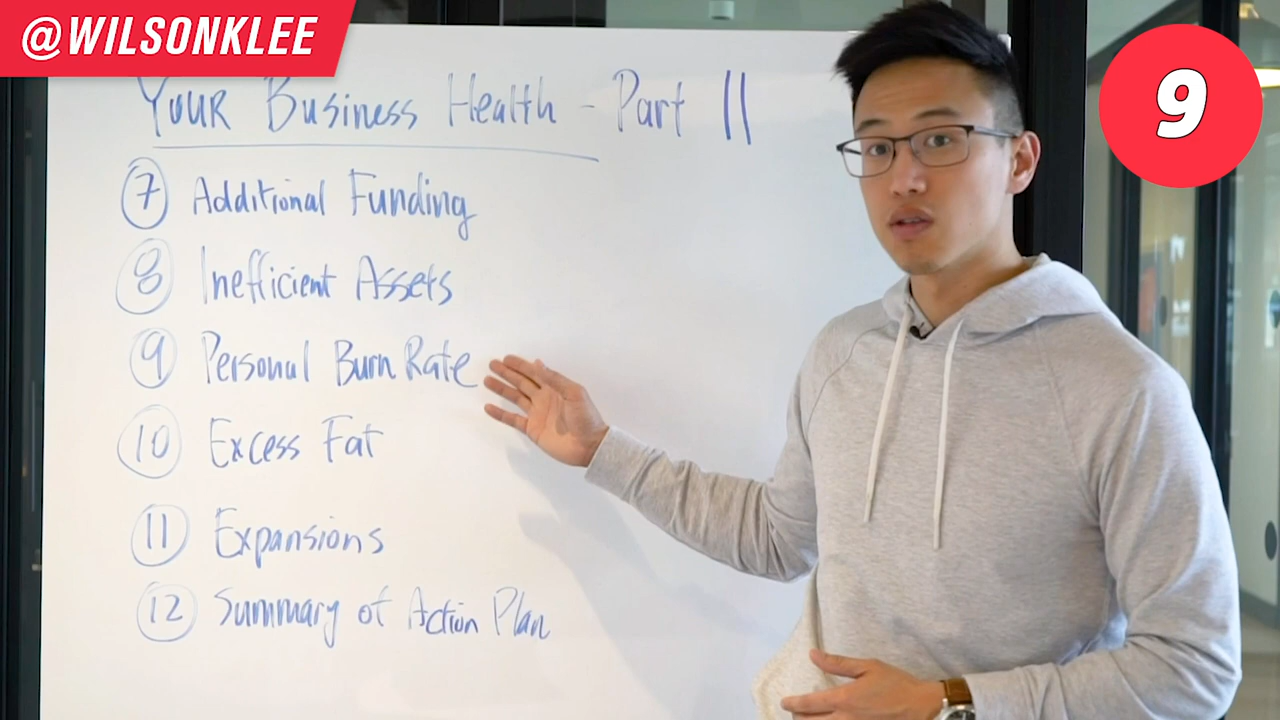 @WILSONKLEE
9
Your Business Health - Part II
7 Additional Funding
8 Inefficient Assets
9 Personal Burn Rate
10 Excess Fat
11 Expansions
12 Summary of Action Plan